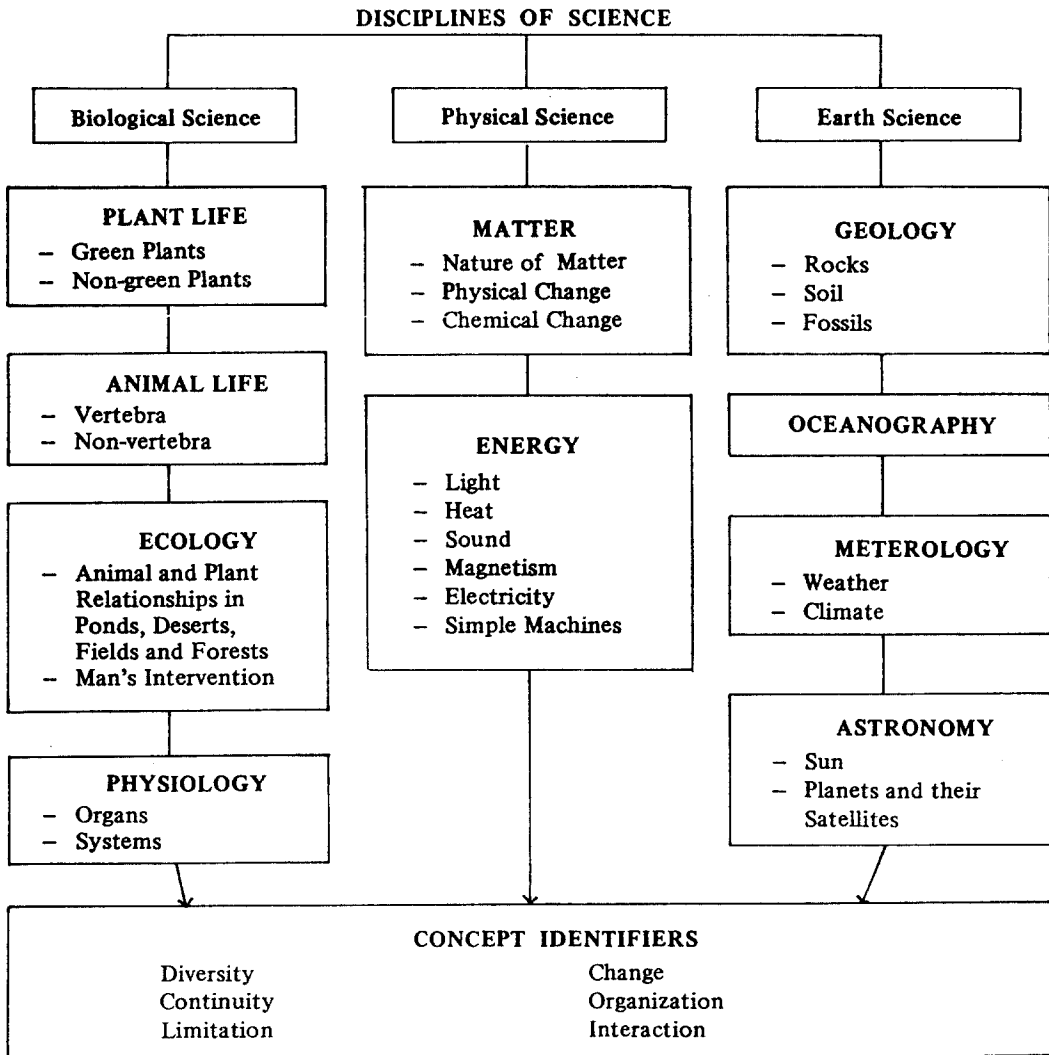 DISCIPLINES OF SCIENCE
Biological Science
PLANT LIFE
– Green Plants
– Non-green Plants
ANIMAL LIFE
– Vertebra
– Non-vertebra
ECOLOGY
– Animal and Plant
Relationships in
Ponds, Deserts,
Fields and Forests
– Man's Intervention
PHYSIOLOGY
– Organs
– Systems
Physical Science
MATTER
– Nature of Matter
– Physical Change
– Chemical Change
ENERGY
– Light
– Heat
– Sound
– Magnetism
– Electricity
– Simple Machines
Earth Science
GEOLOGY
– Rocks
– Soil
– Fossils
OCEANOGRAPHY
METEROLOGY
– Weather
– Climate
ASTRONOMY
– Sun
– Planets and their
Satellites
CONCEPT IDENTIFIERS
Diversity
Continuity
Limitation
Change
Organization
Interaction